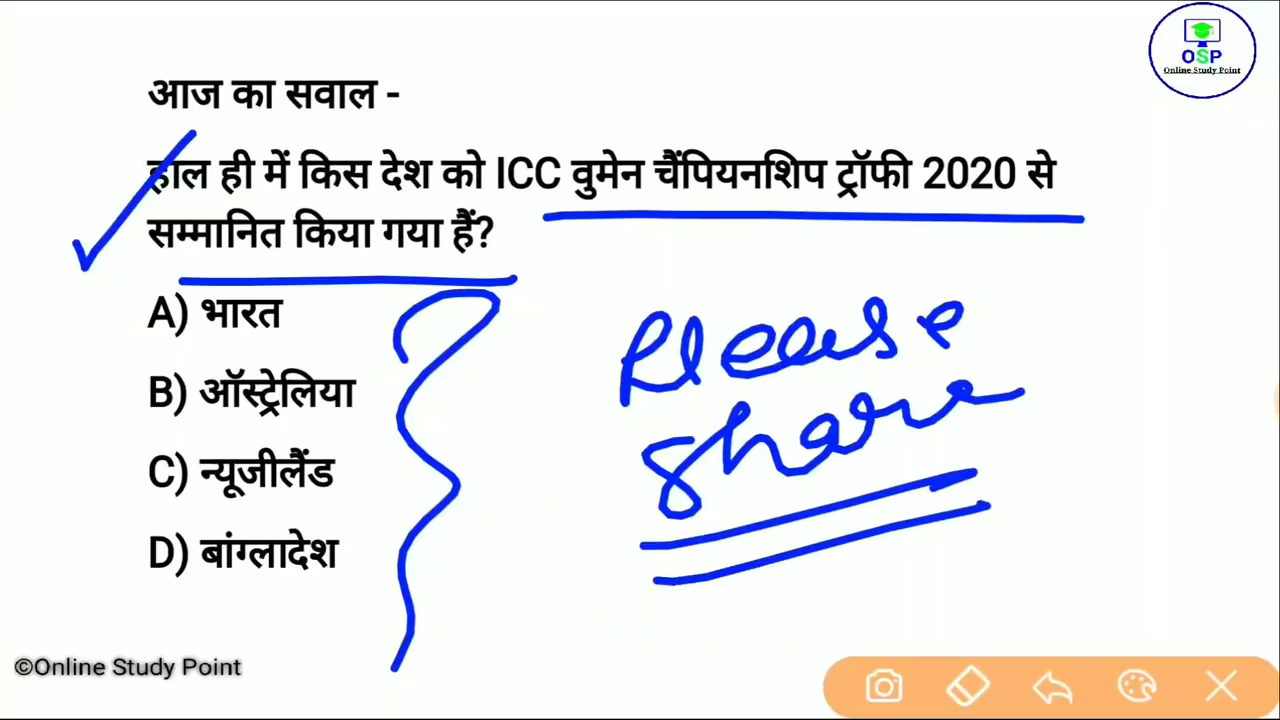 OSP
Online Study Point
आज का सवाल -
हाल ही में किस देश को ICC वुमेन चैंपियनशिप ट्रॉफी 2020 से
सम्मानित किया गया हैं?
A) भारत
B) ऑस्ट्रेलिया
C) न्यूजीलैंड
D) बांग्लादेश
Please
share
©Online Study Point